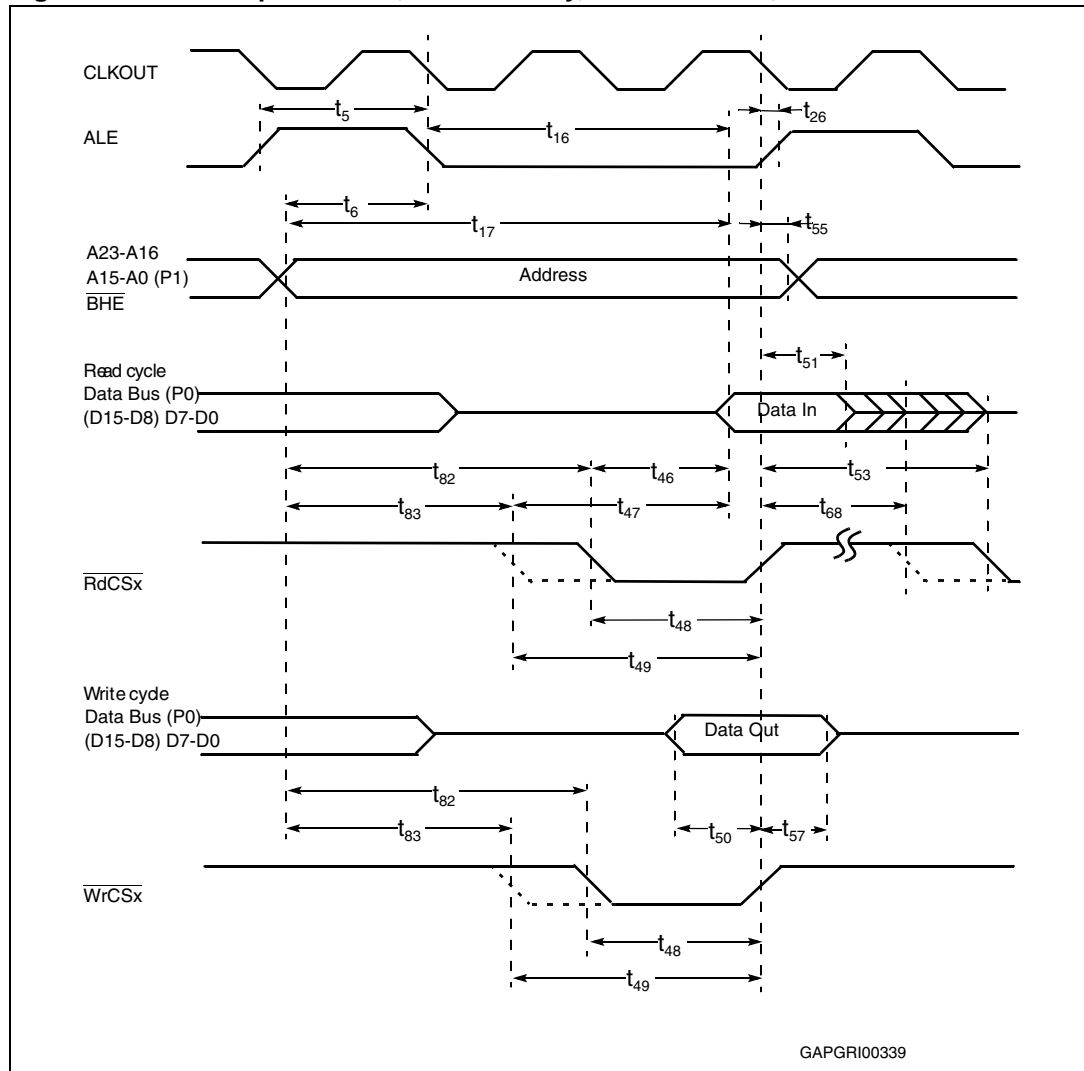 CLKOUT
t5
t26
ALE
t16
t6
t17
t55
A23-A16
A15-A0 (P1)
Address
BHE
t51
Read cycle
Data Bus (P0)
(D15-D8) D7-D0
Data In
t82
t46
t53
t83
t47
t68
RdCSx
t48
t49
Write cycle
Data Bus (P0)
(D15-D8) D7-D0
Data Out
t82
t83
t50
t57
WrCSx
t48
t49
GAPGRI00339